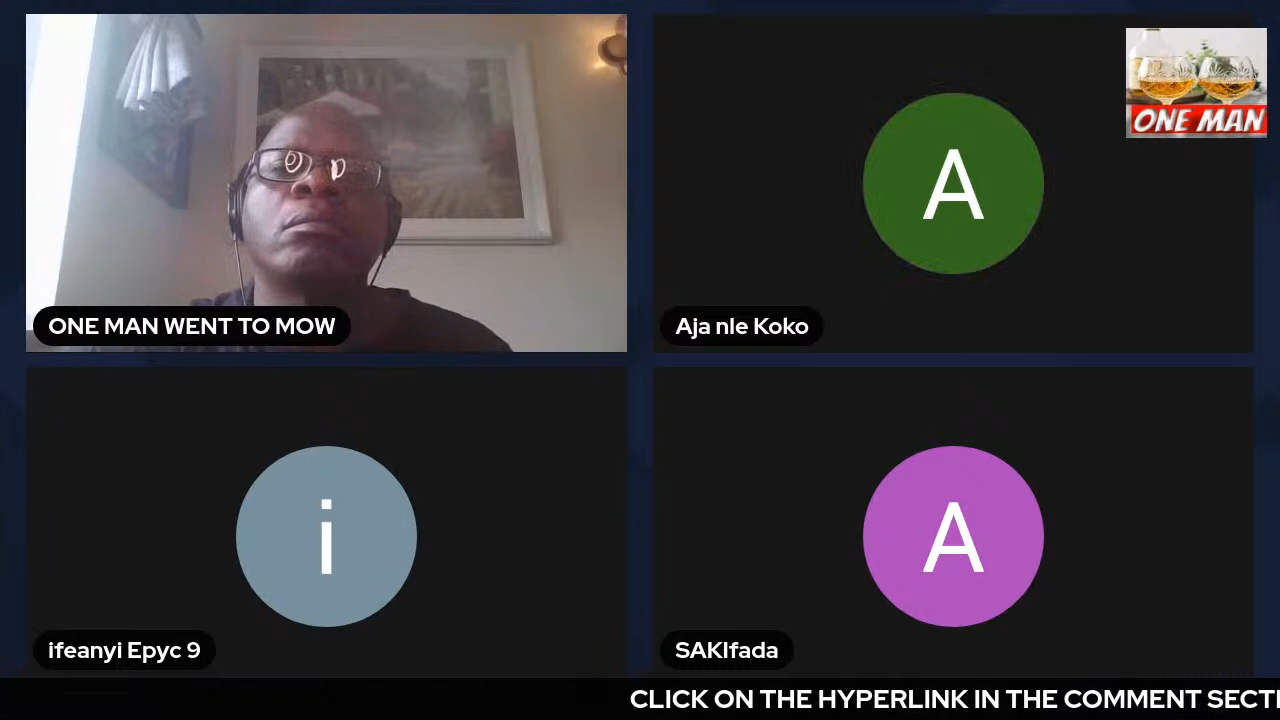 ONE MAN
ONE MAN WENT TO MOW
Aja nle Koko
A
i
A
ifeanyi Epyc 9
SAKIfada
CLICK ON THE HYPERLINK IN THE COMMENT SECTI